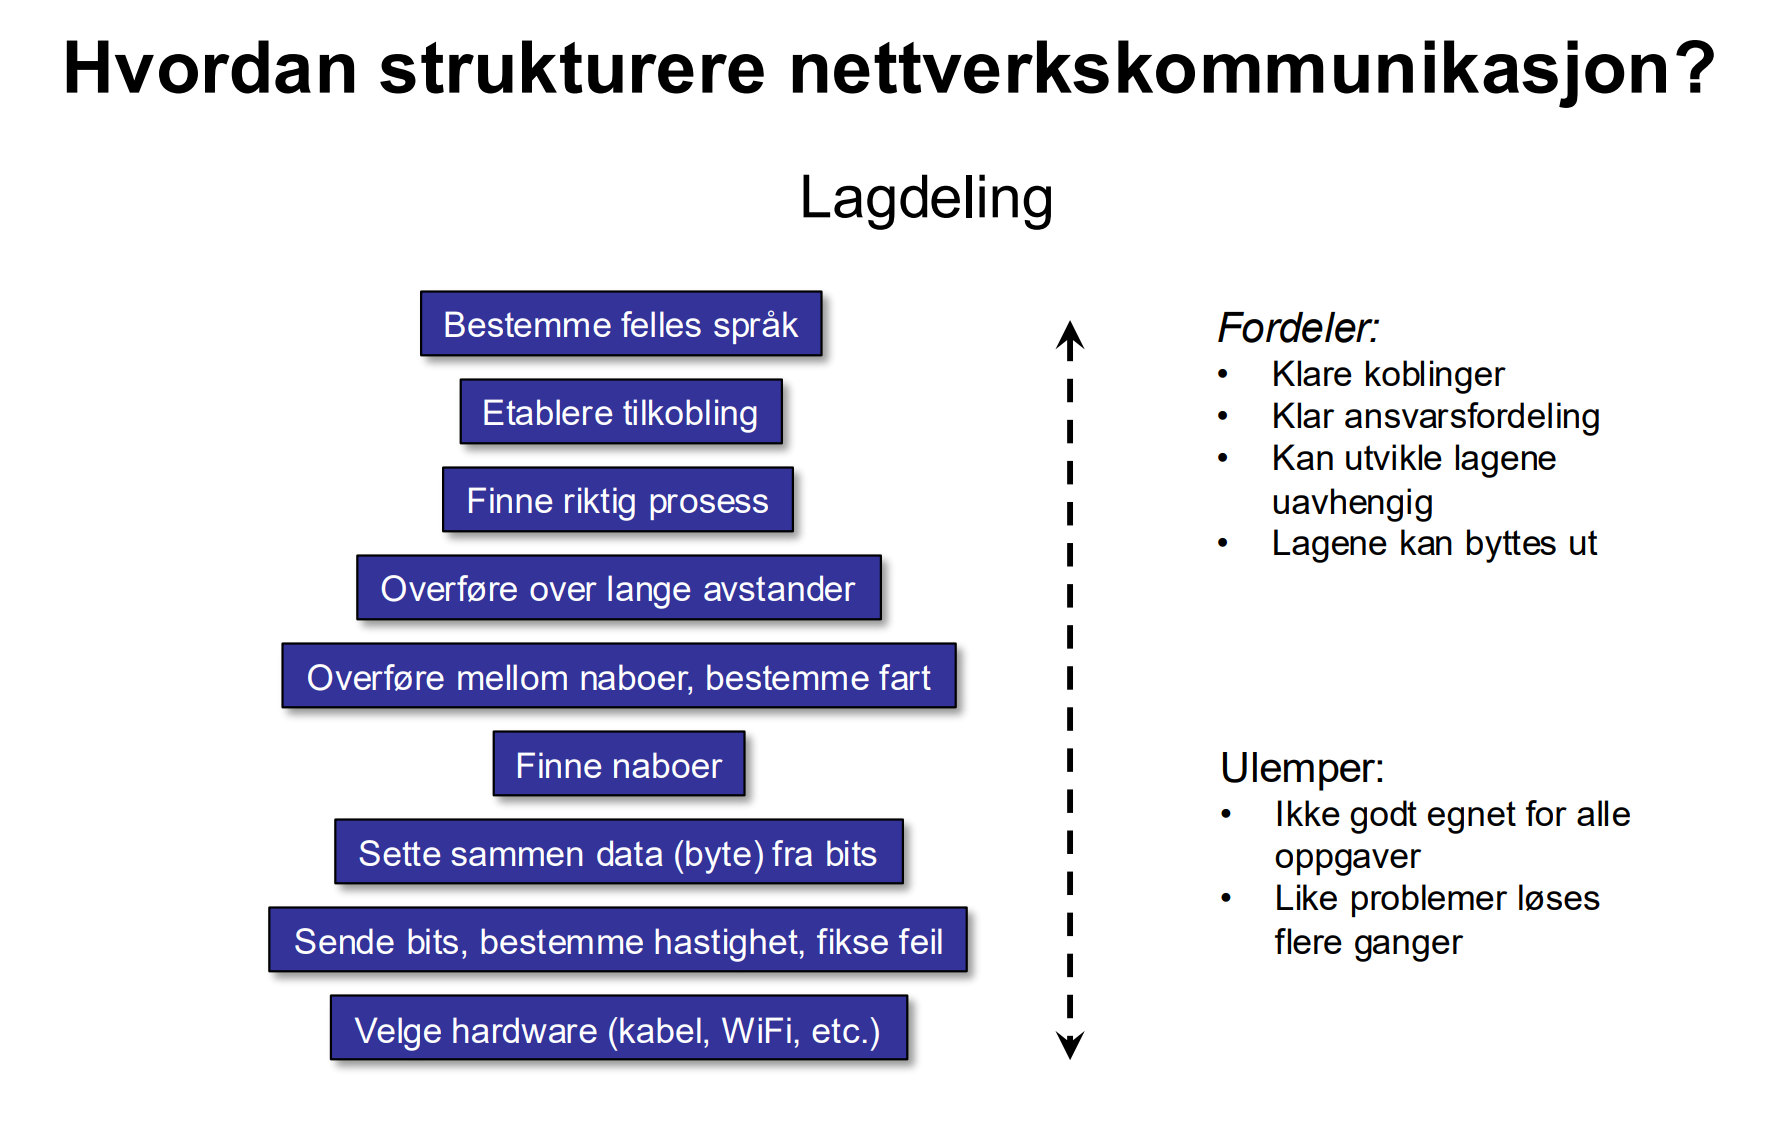 Hvordan strukturere nettverkskommunikasjon?
Lagdeling
Bestemme felles språk
Etablere tilkobling
Finne riktig prosess
Overføre over lange avstander
Overføre mellom naboer, bestemme fart
Finne naboer
Sette sammen data (byte) fra bits
Sende bits, bestemme hastighet, fikse feil
Velge hardware (kabel, WiFi, etc.)
Fordeler:
• Klare koblinger
• Klar ansvarsfordeling
• Kan utvikle lagene
uavhengig
• Lagene kan byttes ut
Ulemper:
• Ikke godt egnet for alle
oppgaver
• Like problemer løses
flere ganger